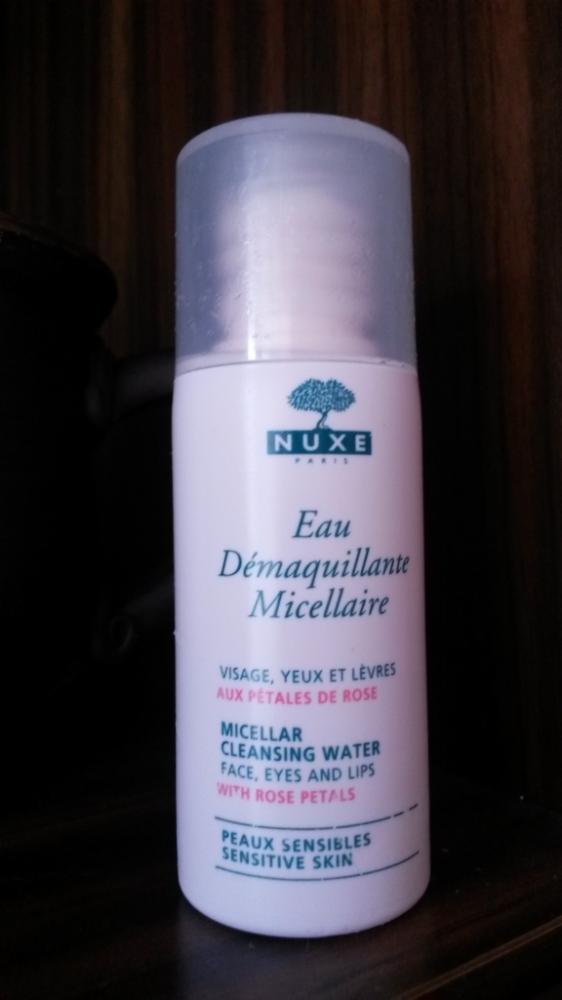 NUXE
PARIS
Eau
Démaquillante
Micellaire
VISAGE, YEUX ET LÈVRES
AUX PÉTALES DE ROSE
MICELLAR
CLEANSING WATER
FACE, EYES AND LIPS
WITH ROSE PETALS
PEAUX SENSIBLES
SENSITIVE SKIN